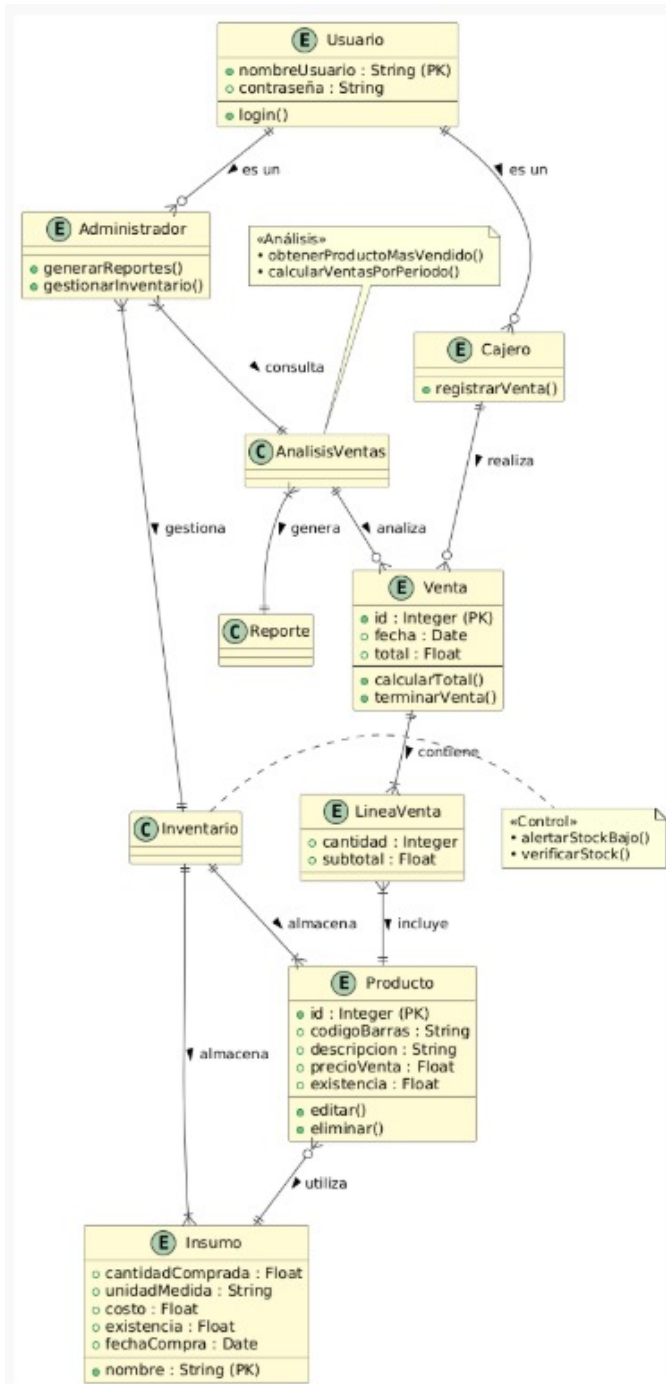 E Usuario
nombreUsuario : String (PK)
contraseña : String
login()
es un
es un
E Administrador
generarReportes()
gestionarInventario()
«Análisis»
• obtenerProductoMasVendido()
• calcularVentasPorPeriodo()
E Cajero
registrarVenta()
consulta
C AnalisisVentas
realiza
gestiona
genera
analiza
E Venta
id : Integer (PK)
fecha : Date
total : Float
calcularTotal()
terminarVenta()
C Reporte
contiene
C Inventario
E LineaVenta
cantidad : Integer
subtotal : Float
«Control»
• alertarStockBajo()
• verificarStock()
almacena
incluye
E Producto
id : Integer (PK)
codigoBarras : String
descripcion : String
precioVenta : Float
existencia : Float
editar()
eliminar()
almacena
utiliza
E Insumo
cantidadComprada : Float
unidadMedida : String
costo : Float
existencia : Float
fechaCompra : Date
nombre : String (PK)